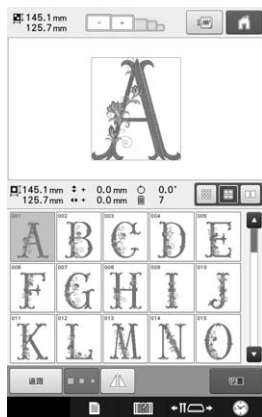 145.1 mm
125.7 mm
A
145.1 mm + 0.0 mm 0.0°
125.7 mm + 0.0 mm 7
001 002 003 004 005
A B C D E
006 007 008 009 010
F G H I J
011 012 013 014 015
K L M N O
返回